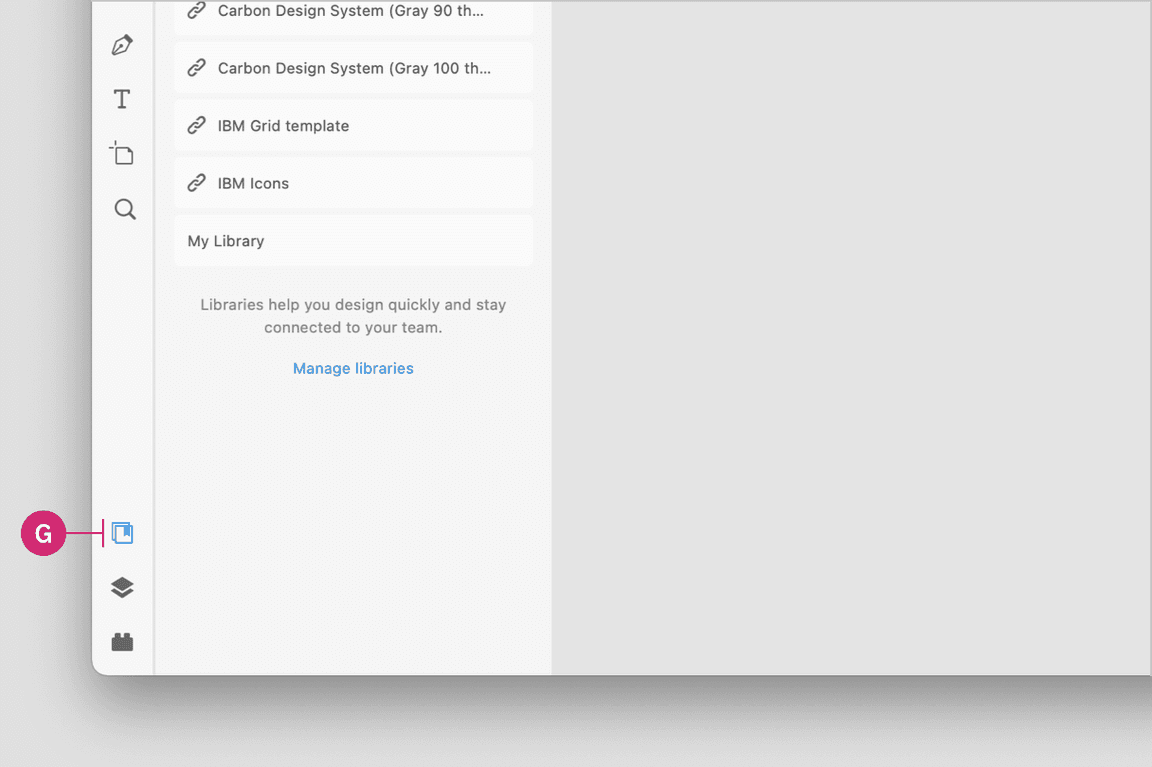 Carbon Design System (Gray 90 th...
Carbon Design System (Gray 100 th...
IBM Grid template
IBM Icons
My Library
Libraries help you design quickly and stay
connected to your team.
Manage libraries
G